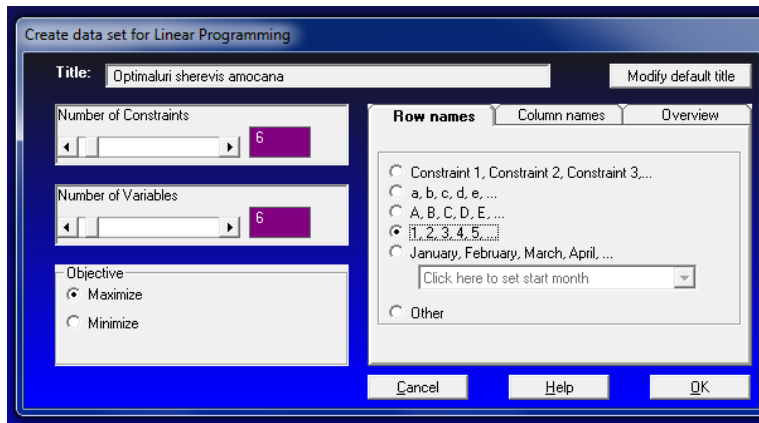 Create data set for Linear Programming
Title: Optimaluri sherevis amocana
Modify default title
Number of Constraints
6
Number of Variables
6
Objective
Maximize
Minimize
Row names Column names Overview
Constraint 1, Constraint 2, Constraint 3,...
a, b, c, d, e, ...
A, B, C, D, E, ...
1, 2, 3, 4, 5, ...
January, February, March, April, ...
Click here to set start month
Other
Cancel Help OK